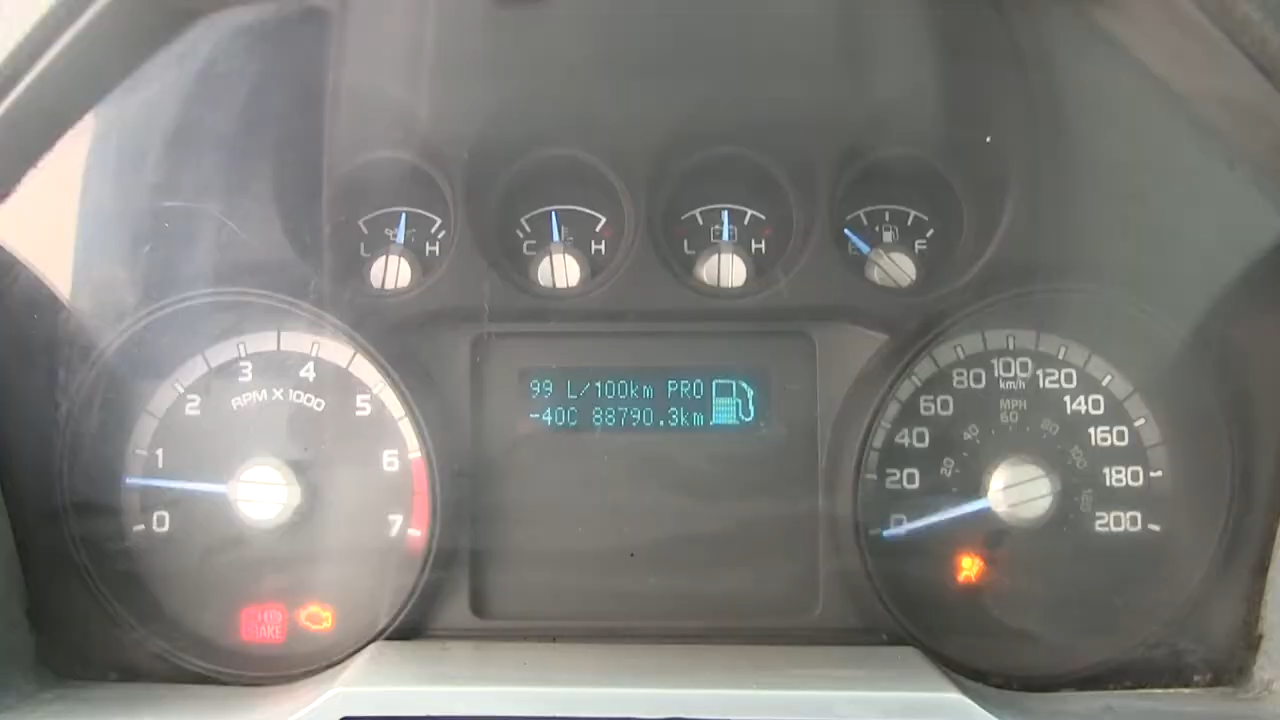 L H
C H
L H
E F
0 1 2 3 4 5 6 7
RPM X 1000
99 L/100km PRO
-40C 88790.3km
0 20 40 60 80 100 120 140 160 180 200
km/h
MPH
20 40 60 80 100 120
BRAKE